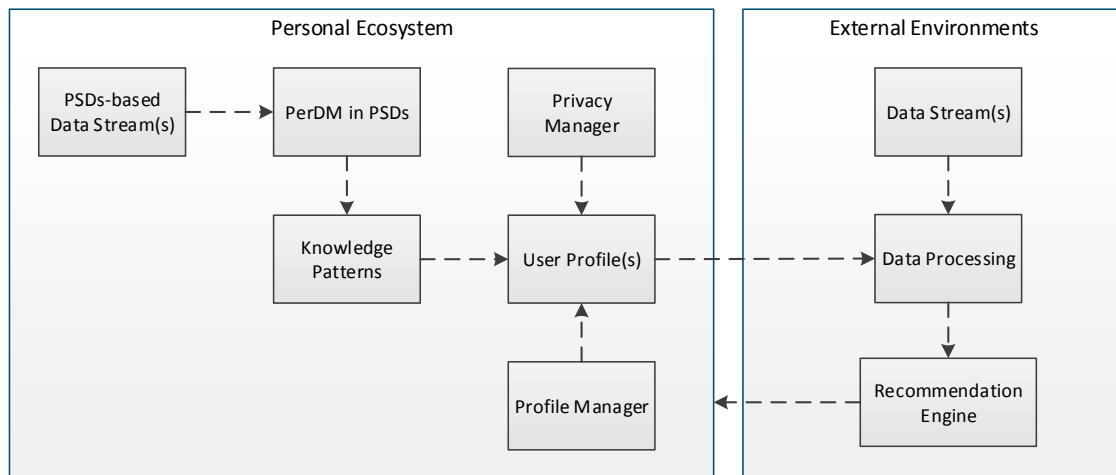 Personal Ecosystem
PSDs-based
Data Stream(s)
PerDM in PSDs
Privacy
Manager
Knowledge
Patterns
User Profile(s)
Profile Manager
External Environments
Data Stream(s)
Data Processing
Recommendation
Engine